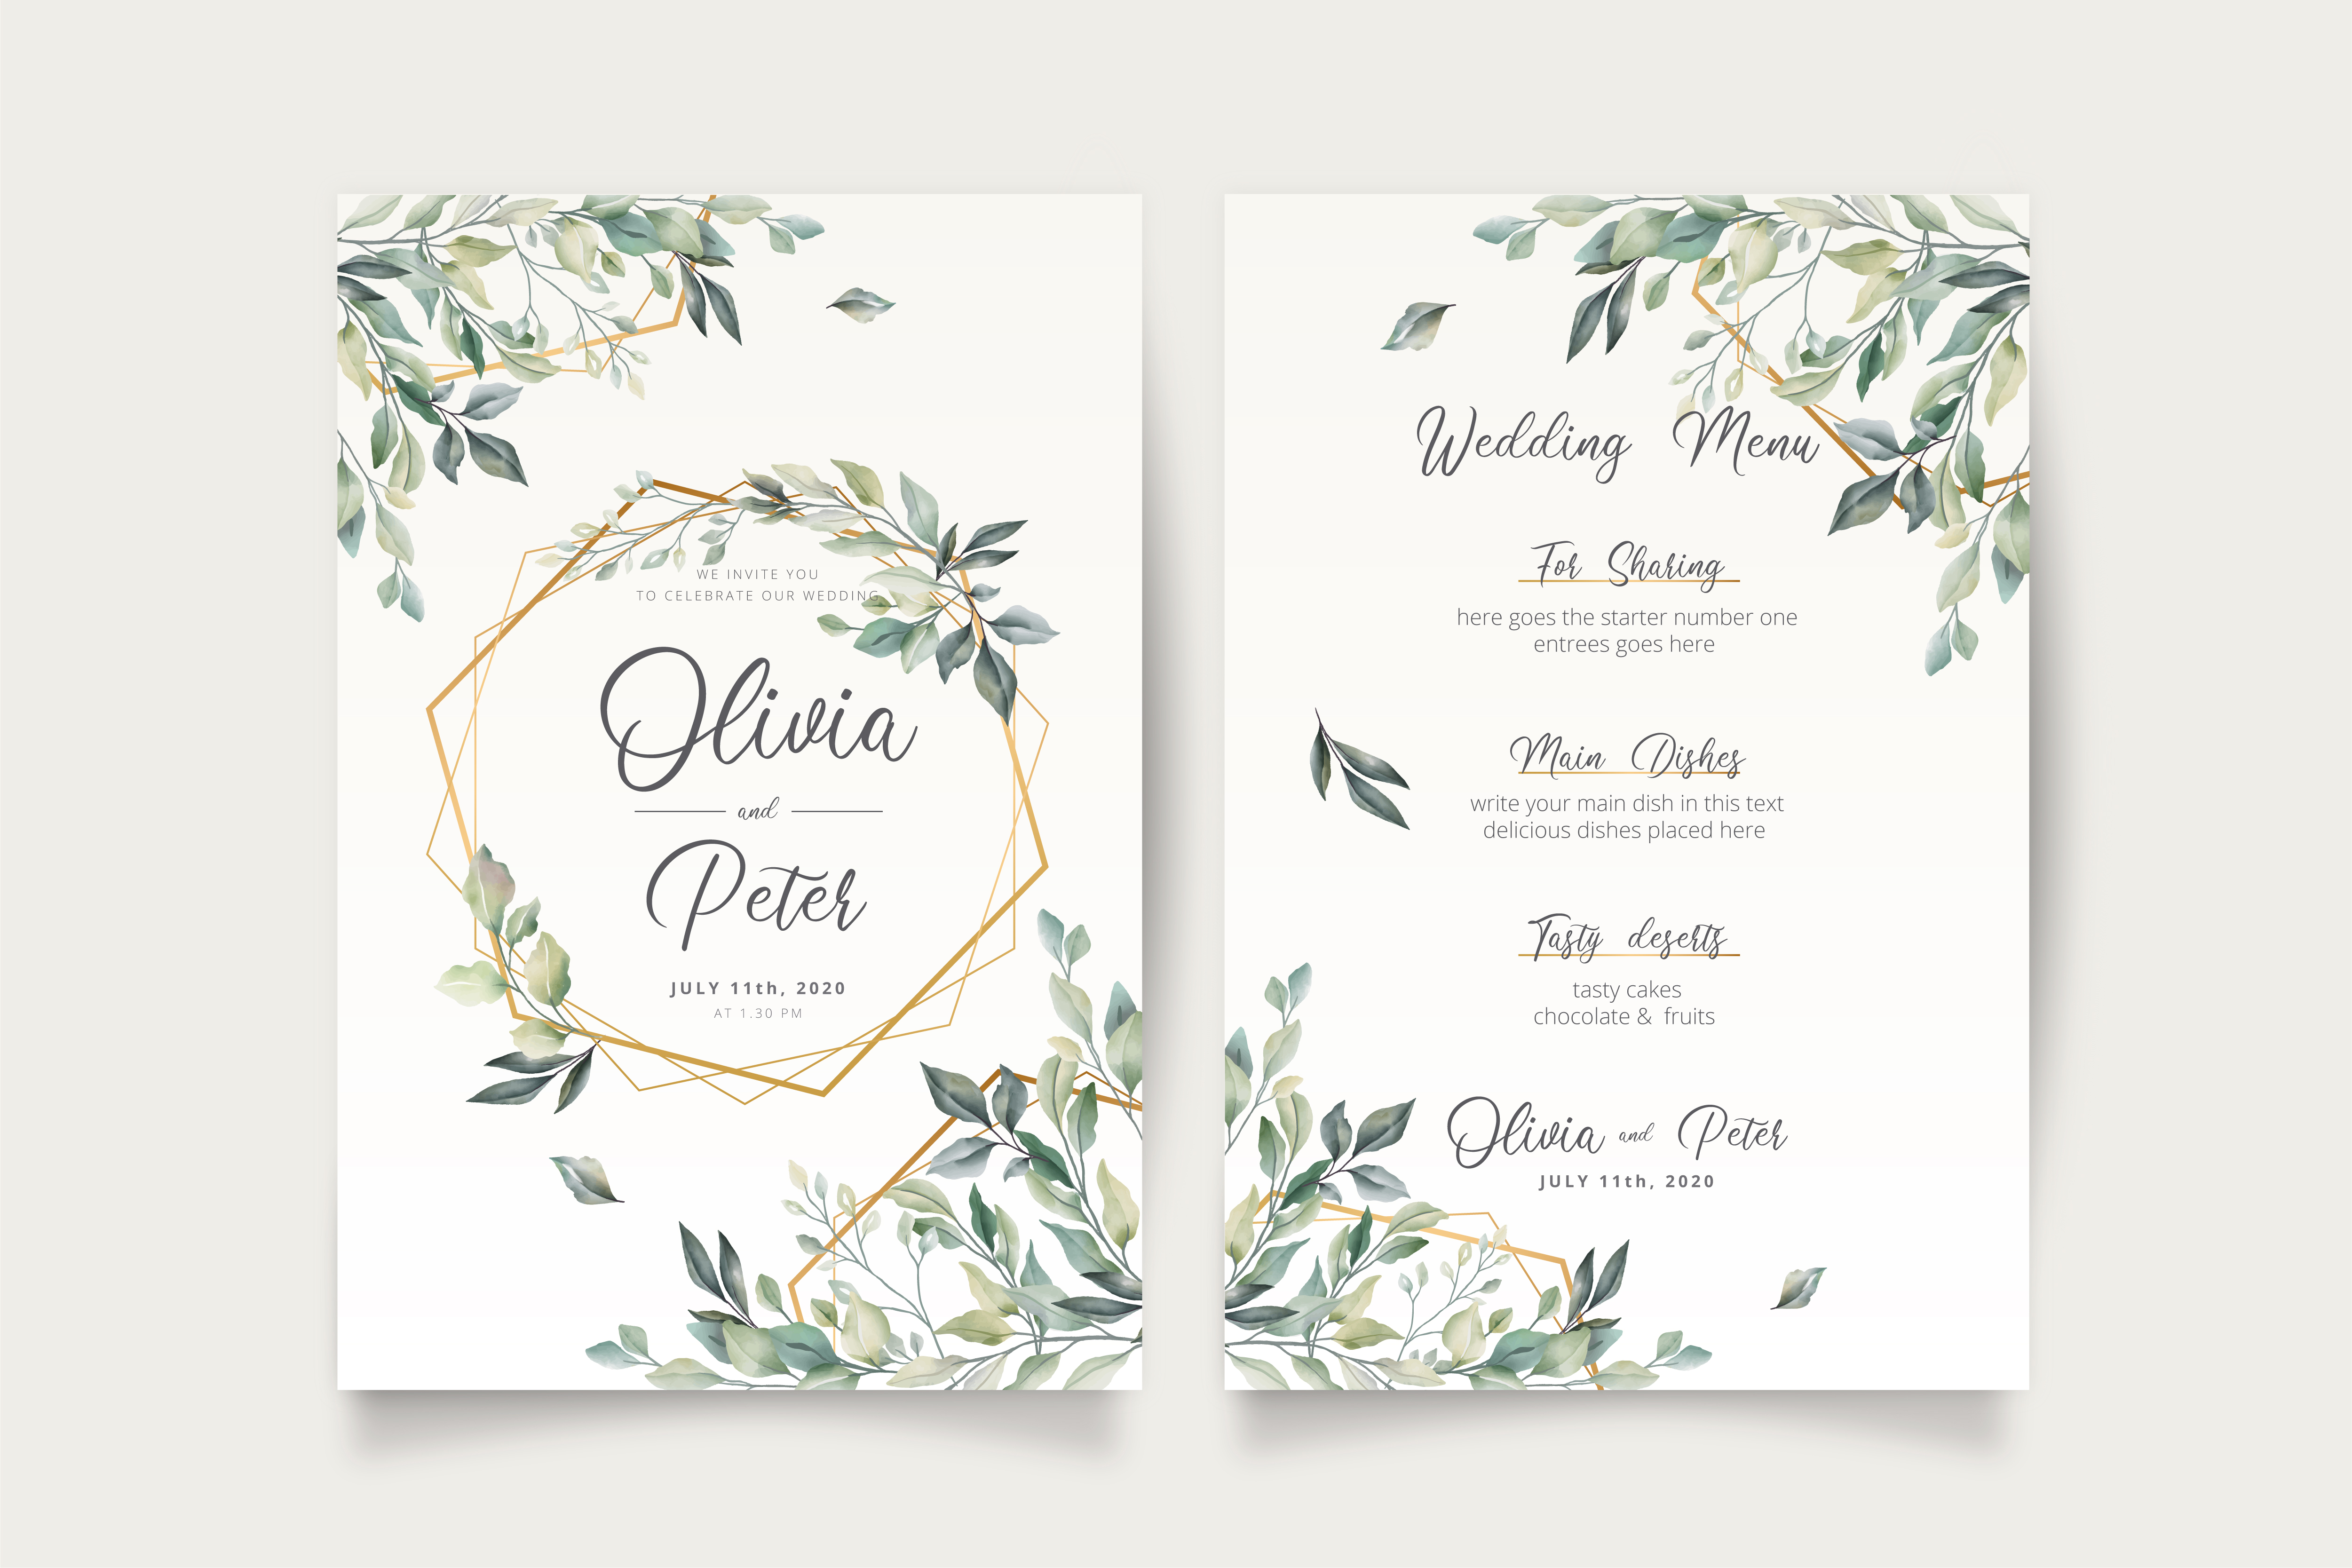 WE INVITE YOU
TO CELEBRATE OUR WEDDING
Olivia
and
Peter
JULY 11th, 2020
AT 1.30 PM
Wedding Menu
For Sharing
here goes the starter number one
entrees goes here
Main Dishes
write your main dish in this text
delicious dishes placed here
Tasty deserts
tasty cakes
chocolate & fruits
Olivia and Peter
JULY 11th, 2020